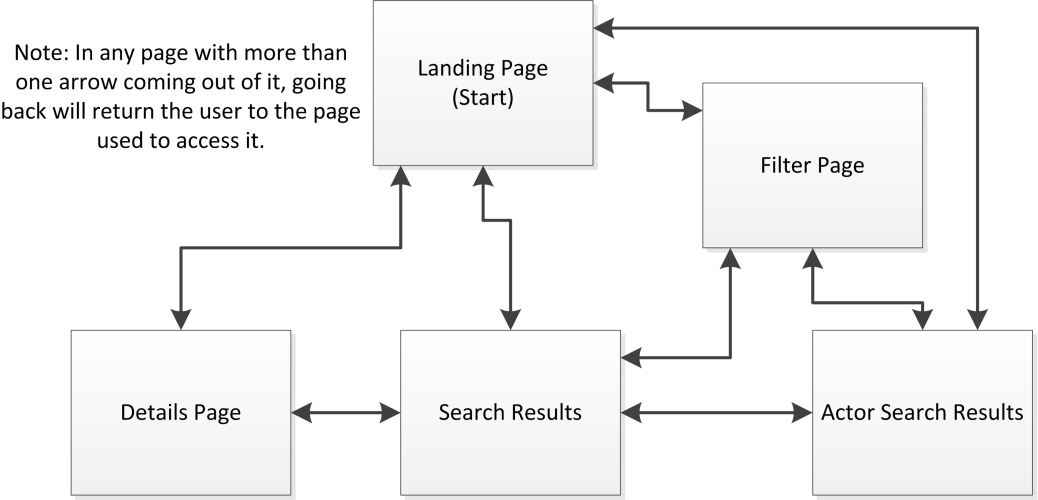 Note: In any page with more than
one arrow coming out of it, going
back will return the user to the page
used to access it.
Landing Page
(Start)
Filter Page
Details Page
Search Results
Actor Search Results